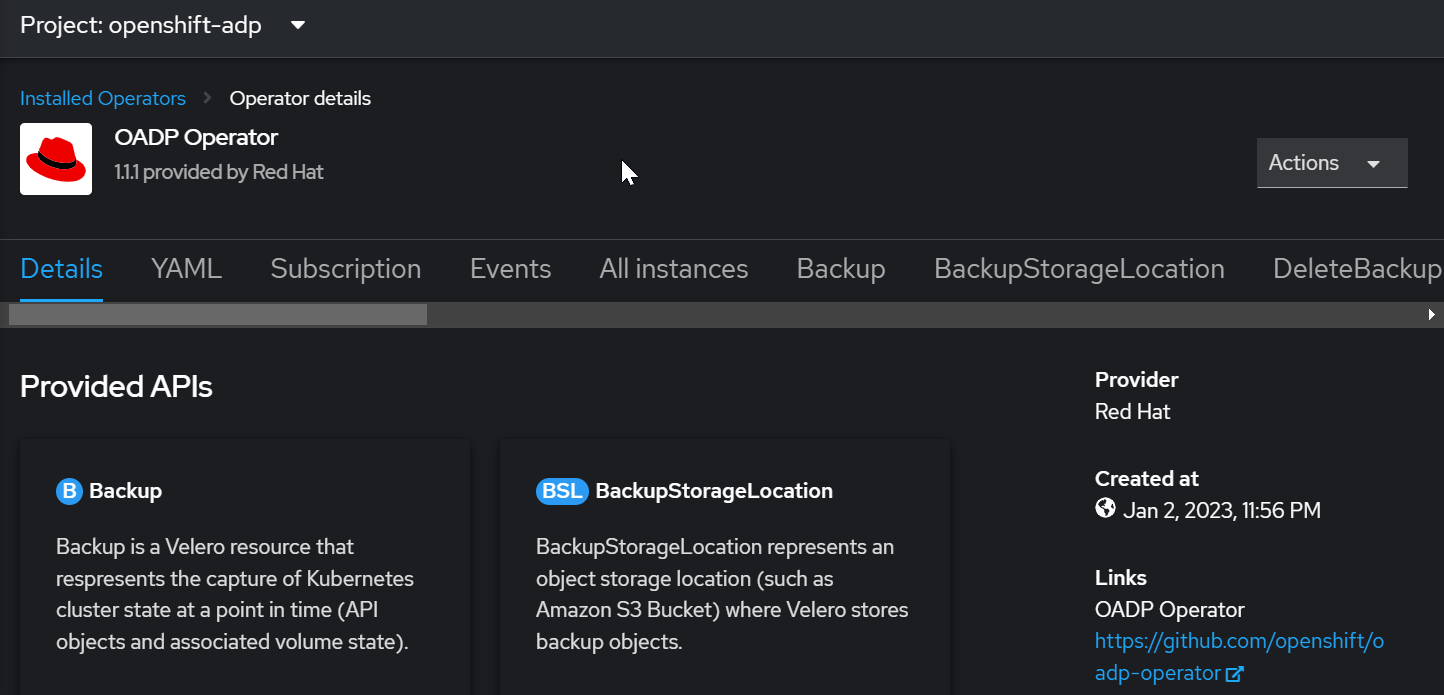 Project: openshift-adp
Installed Operators Operator details
OADP Operator
1.1.1 provided by Red Hat
Actions
Details YAML Subscription Events All instances Backup BackupStorageLocation DeleteBackup
Provided APIs
B Backup
Backup is a Velero resource that
respresents the capture of Kubernetes
cluster state at a point in time (API
objects and associated volume state).
BSL BackupStorageLocation
BackupStorageLocation represents an
object storage location (such as
Amazon S3 Bucket) where Velero stores
backup objects.
Provider
Red Hat
Created at
Jan 2, 2023, 11:56 PM
Links
OADP Operator
https://github.com/openshift/o
adp-operator